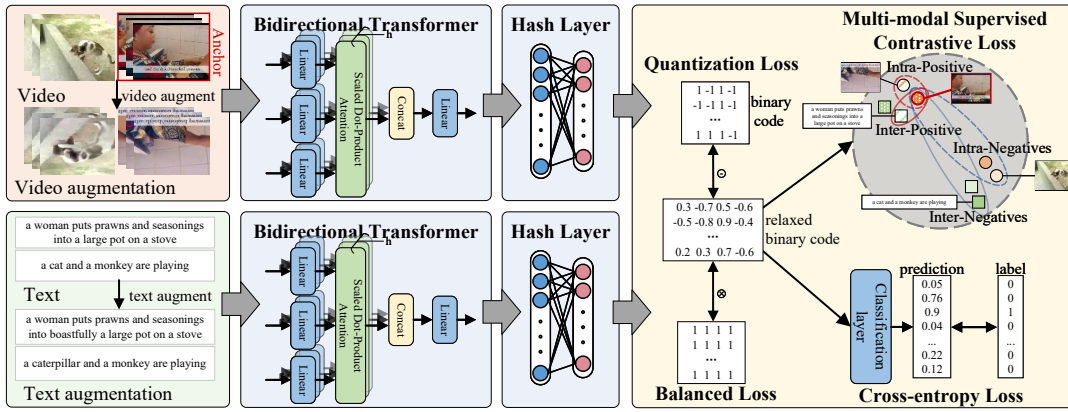 Video
Anchor
video augment
Video augmentation
a woman puts prawns and seasonings
into a large pot on a stove
a cat and a monkey are playing
Text
text augment
a woman puts prawns and seasonings
into boastfully a large pot on a stove
a caterpillar and a monkey are playing
Text augmentation
Bidirectional Transformer
h
Linear
Linear
Linear
Scaled Dot-Product
Attention
Concat
Linear
Hash Layer
Bidirectional Transformer
h
Linear
Linear
Linear
Scaled Dot-Product
Attention
Concat
Linear
Hash Layer
Quantization Loss
1 -1 1 -1
-1 -1 1 -1
...
1 1 1 -1
binary
code
0.3 -0.7 0.5 -0.6
-0.5 -0.8 0.9 -0.4
...
0.2 0.3 0.7 -0.6
relaxed
binary code
1 1 1 1
1 1 1 1
...
1 1 1 1
Balanced Loss
Multi-modal Supervised
Contrastive Loss
Intra-Positive
a woman puts prawns
and seasonings into a
large pot on a stove
Inter-Positive
Intra-Negatives
a cat and a monkey are playing
Inter-Negatives
Classification
layer
prediction
0.05
0.76
0.9
0.04
...
0.22
0.12
label
0
0
1
0
...
0
0
Cross-entropy Loss